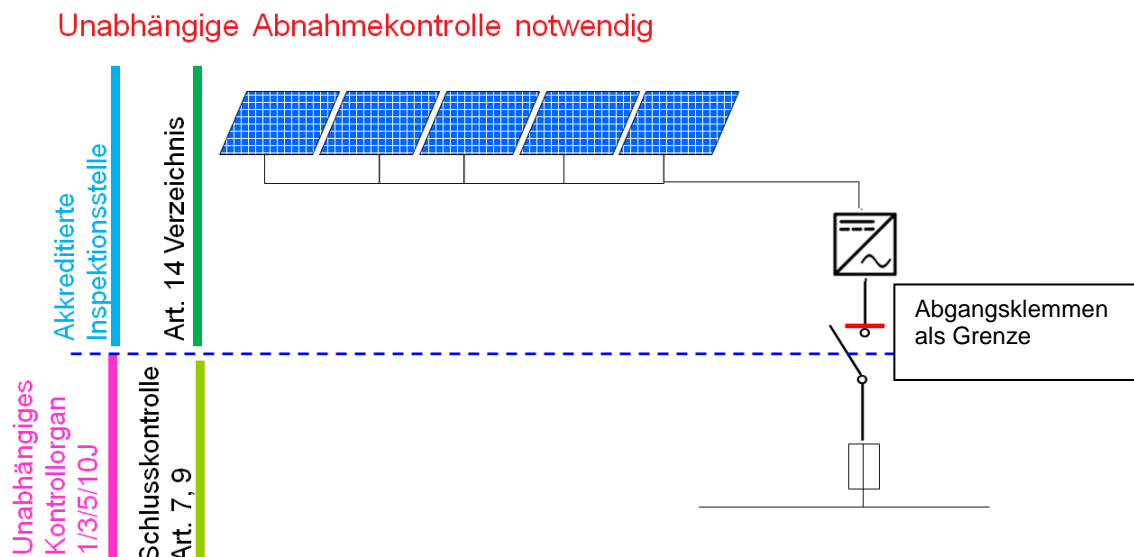 Unabhängige Abnahmekontrolle notwendig
Akkreditierte
Inspektionsstelle
Art. 14 Verzeichnis
Abgangsklemmen
als Grenze
Unabhängiges
Kontrollorgan
1/3/5/10J
Schlusskontrolle
Art. 7, 9